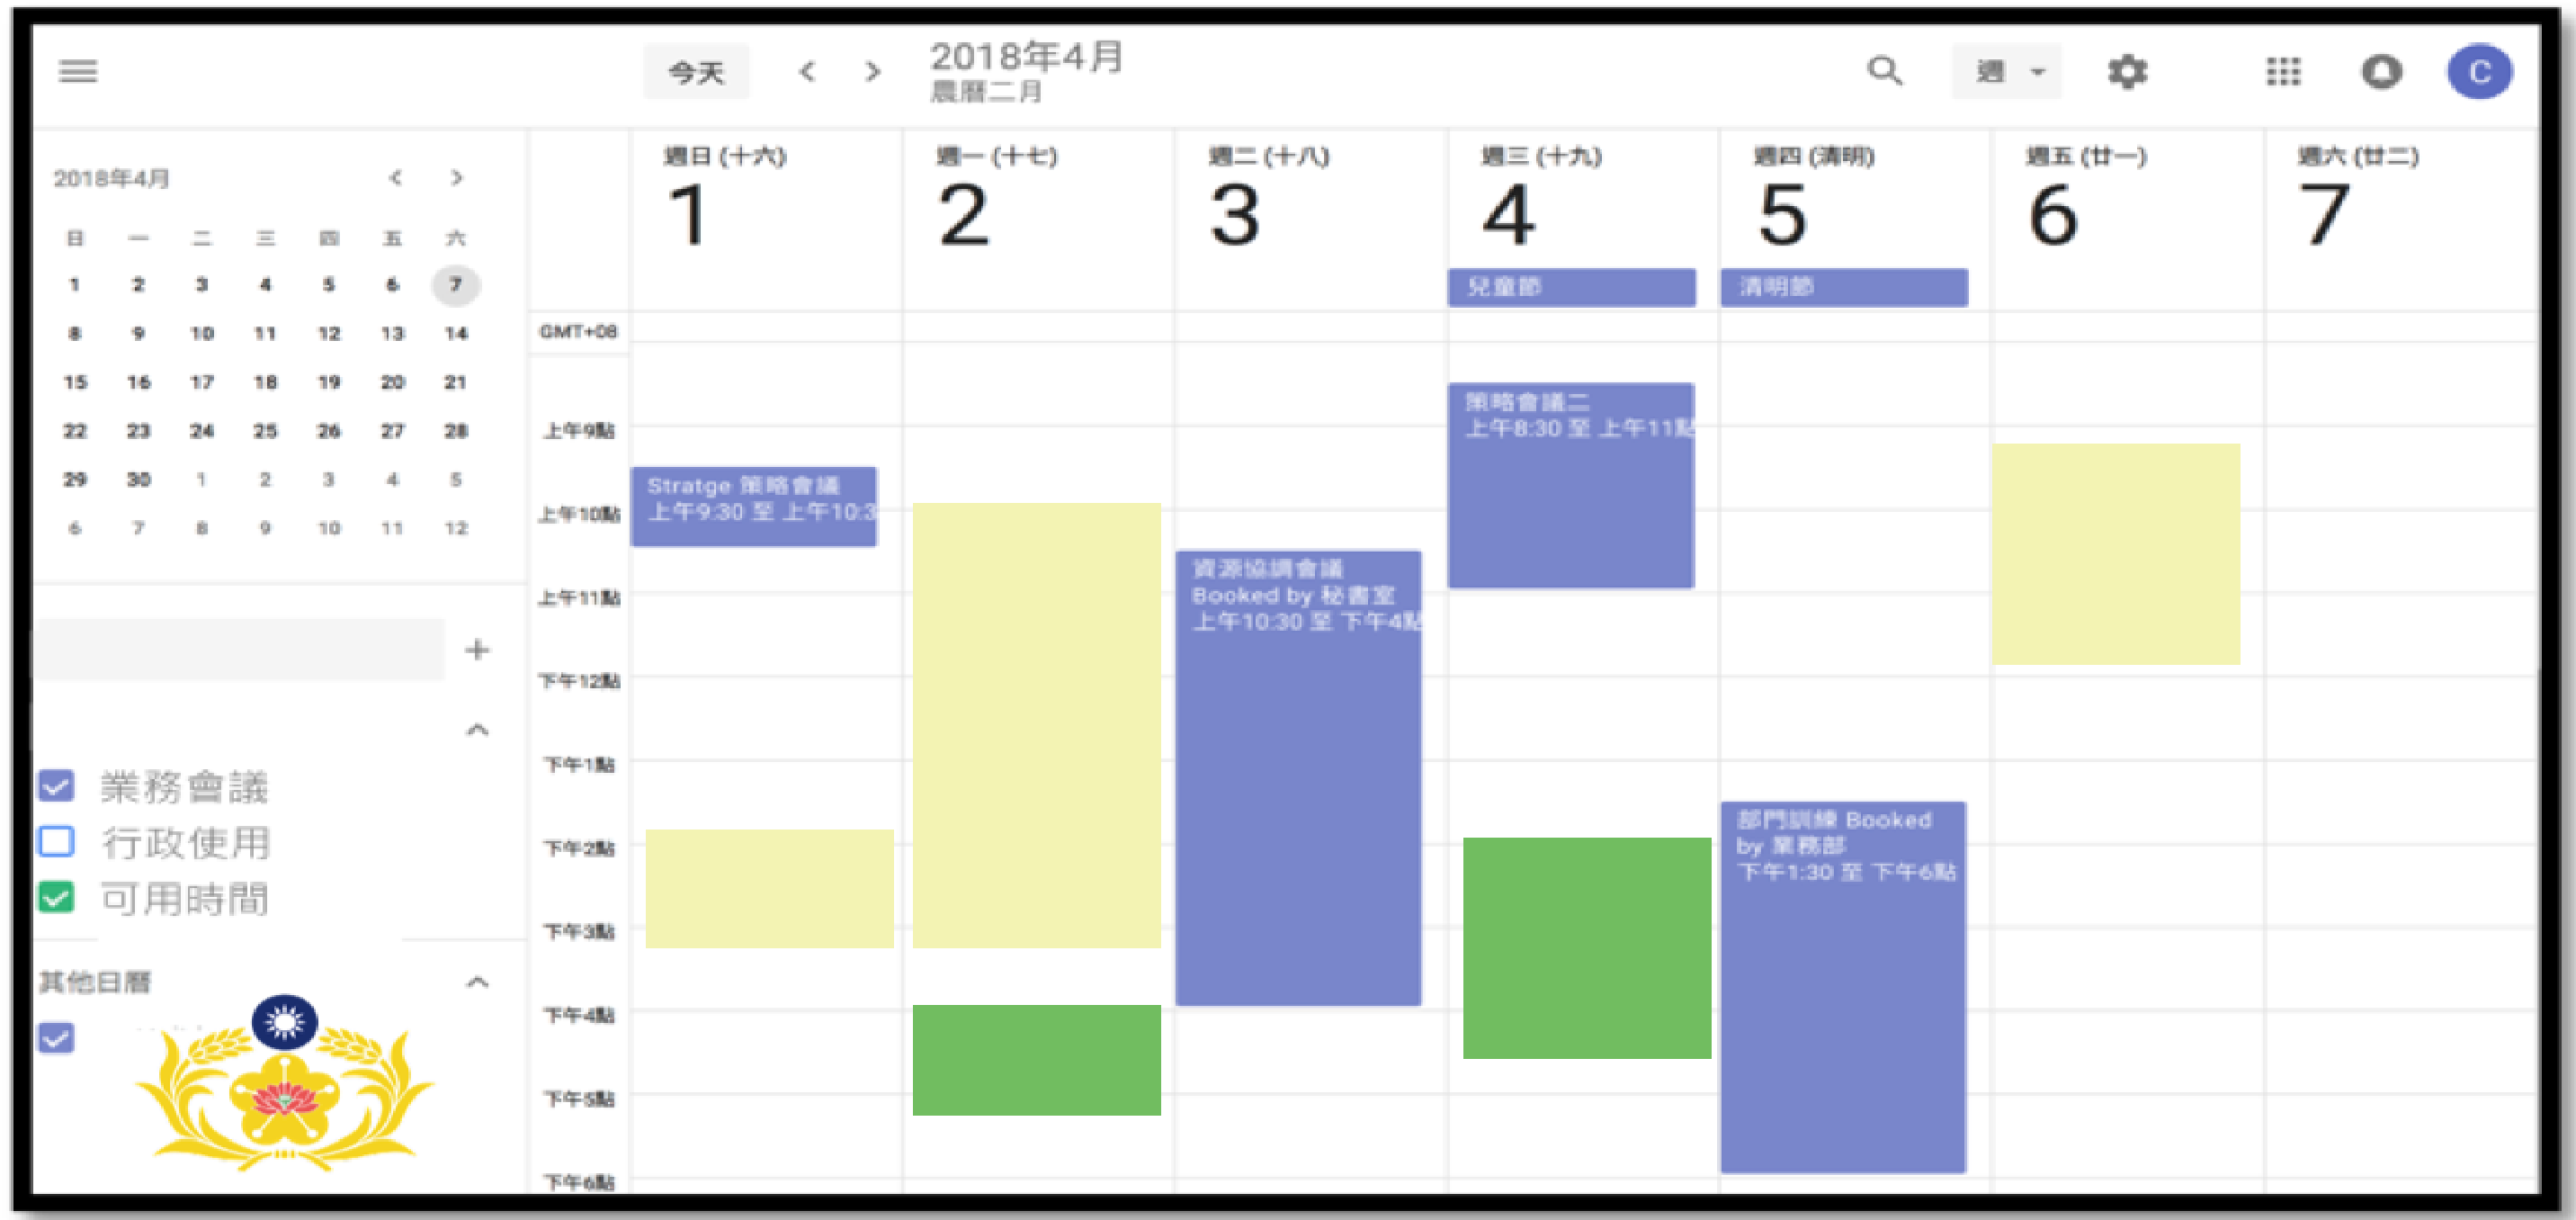 今天
2018年4月
農曆二月
週
C
2018年4月
日 一 二 三 四 五 六
1 2 3 4 5 6 7
8 9 10 11 12 13 14
15 16 17 18 19 20 21
22 23 24 25 26 27 28
29 30 1 2 3 4 5
6 7 8 9 10 11 12
業務會議
行政使用
可用時間
其他日曆
週日 (十六) 週一 (十七) 週二 (十八) 週三 (十九) 週四 (清明) 週五 (廿一) 週六 (廿二)
1 2 3 4 5 6 7
兒童節 清明節
GMT+08
上午9點
上午10點
上午11點
下午12點
下午1點
下午2點
下午3點
下午4點
下午5點
下午6點
Stratge 策略會議
上午9:30 至 上午10:3
資源協調會議
Booked by 秘書室
上午10:30 至 下午4點
策略會議二
上午8:30 至 上午11點
部門訓練 Booked
by 業務部
下午1:30 至 下午6點